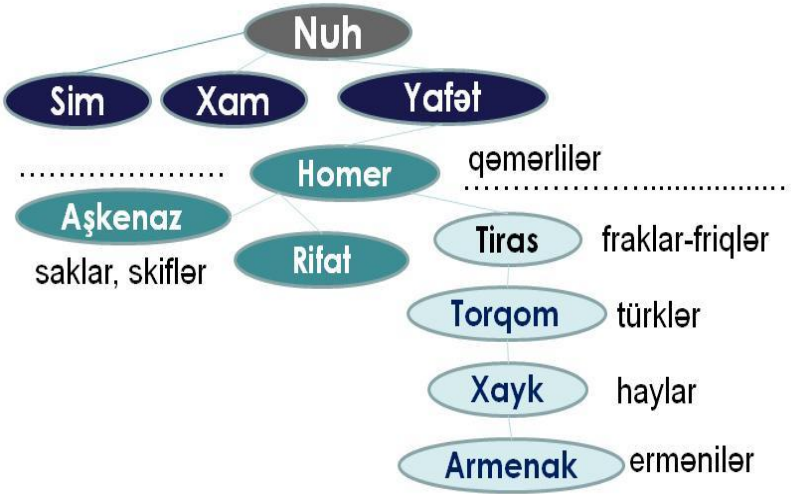 Nuh
Sim Xam Yafət
Homer qəmərlilər
Aşkenaz
Tiras fraklar-friqlər
Rifat
saklar, skiflər
Torqom türklər
Xayk haylar
Armenak ermənilər